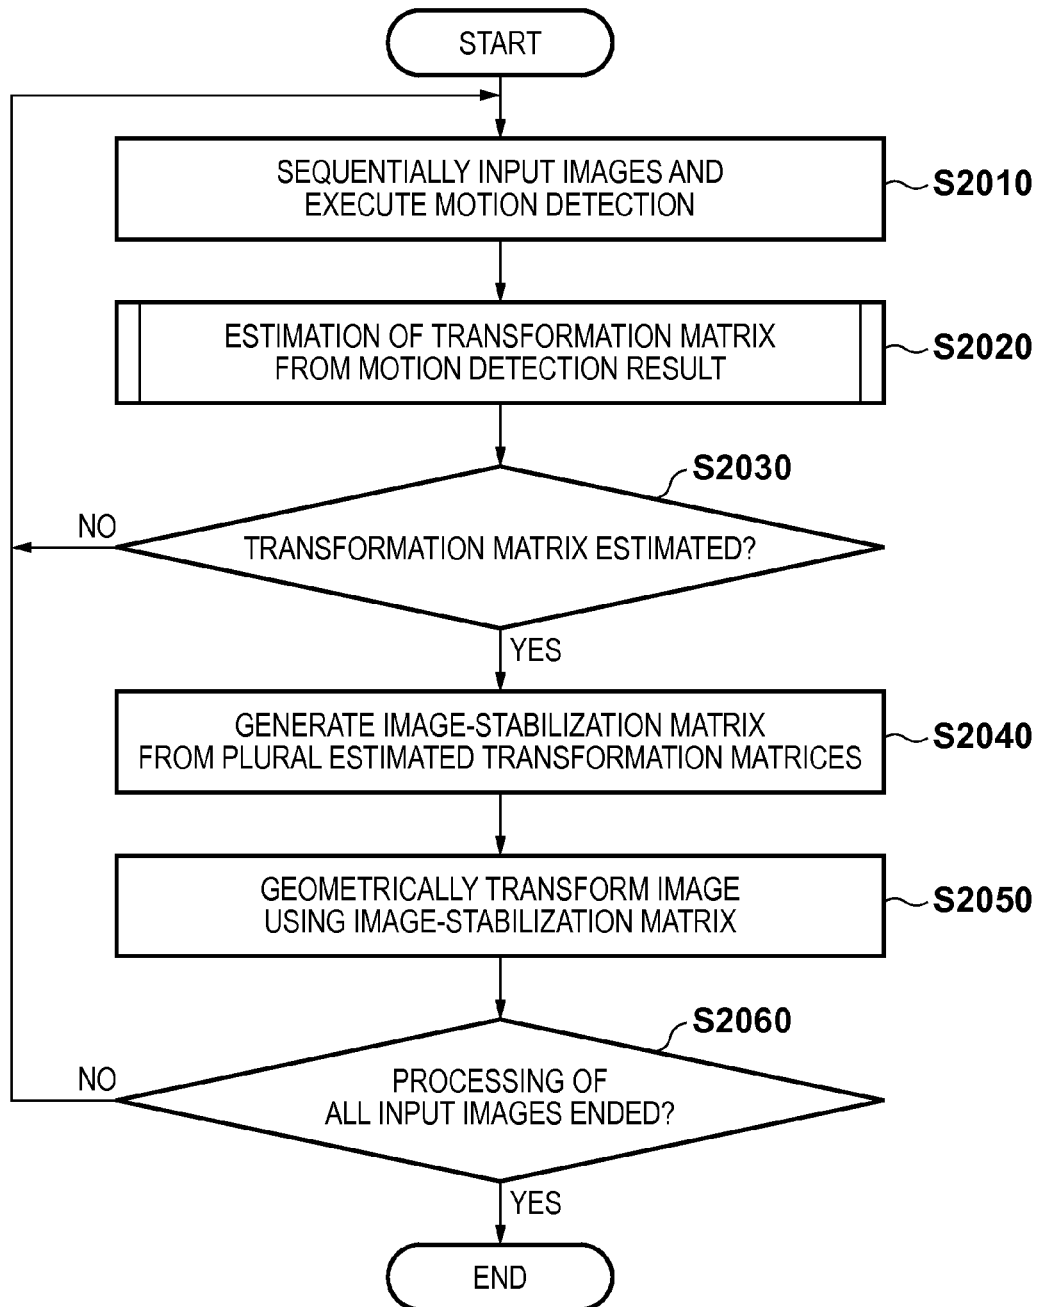 START
SEQUENTIALLY INPUT IMAGES AND
EXECUTE MOTION DETECTION
S2010
ESTIMATION OF TRANSFORMATION MATRIX
FROM MOTION DETECTION RESULT
S2020
S2030
NO
TRANSFORMATION MATRIX ESTIMATED?
YES
GENERATE IMAGE-STABILIZATION MATRIX
FROM PLURAL ESTIMATED TRANSFORMATION MATRICES
S2040
GEOMETRICALLY TRANSFORM IMAGE
USING IMAGE-STABILIZATION MATRIX
S2050
S2060
NO
PROCESSING OF
ALL INPUT IMAGES ENDED?
YES
END